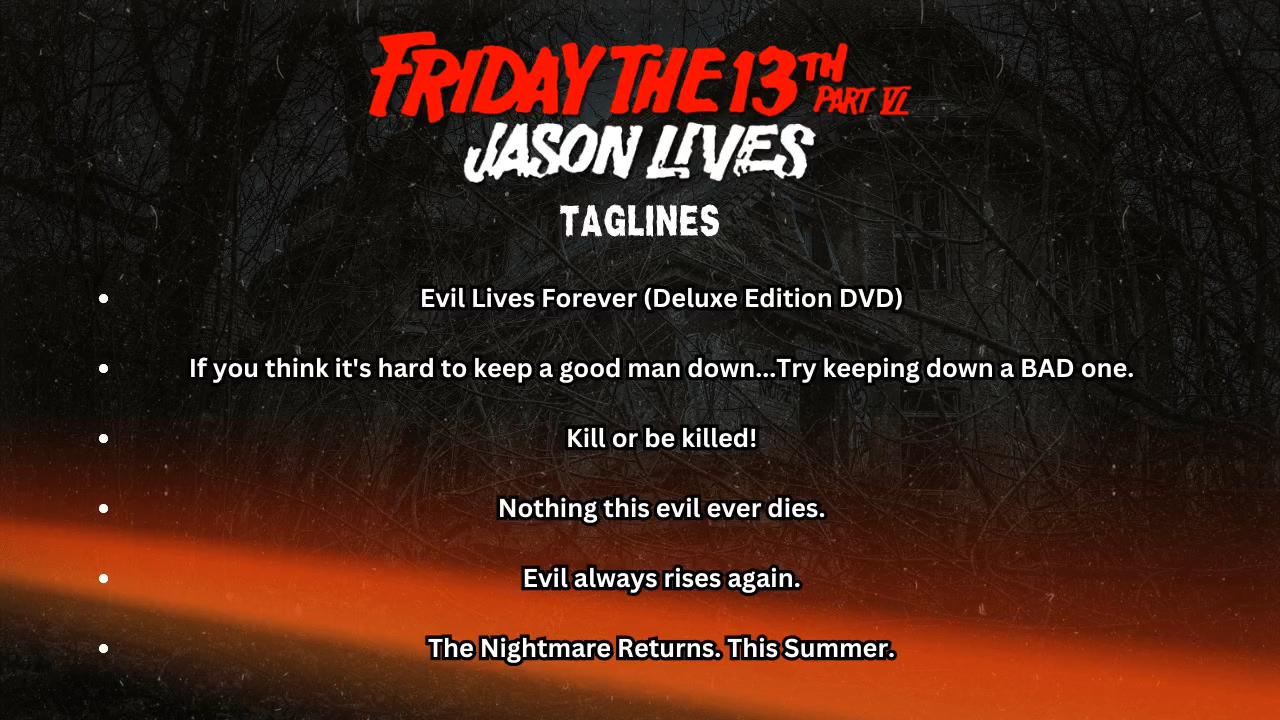 FRIDAY THE 13TH PART VI
JASON LIVES
TAGLINES
• Evil Lives Forever (Deluxe Edition DVD)
• If you think it's hard to keep a good man down...Try keeping down a BAD one.
• Kill or be killed!
• Nothing this evil ever dies.
• Evil always rises again.
• The Nightmare Returns. This Summer.